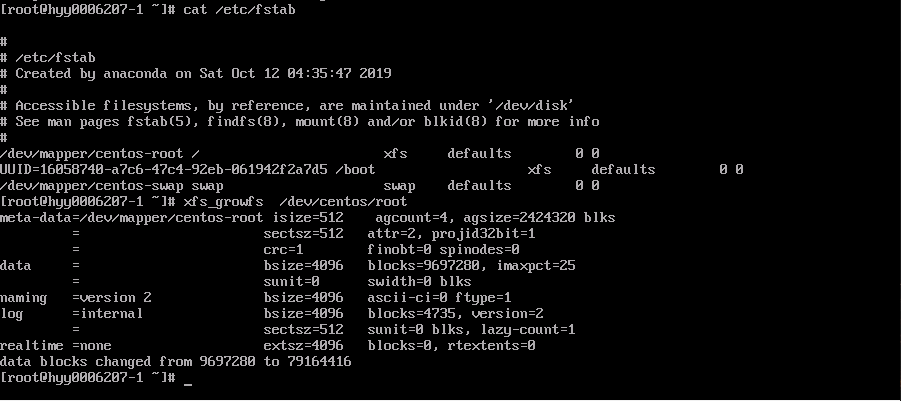 [root@hyy0006207-1 ~]# cat /etc/fstab
#
# /etc/fstab
# Created by anaconda on Sat Oct 12 04:35:47 2019
#
# Accessible filesystems, by reference, are maintained under '/dev/disk'
# See man pages fstab(5), findfs(8), mount(8) and/or blkid(8) for more info
#
/dev/mapper/centos-root /                       xfs     defaults        0 0
UUID=16058740-a7c6-47c4-92eb-061942f2a7d5 /boot                   xfs     defaults        0 0
/dev/mapper/centos-swap swap                    swap    defaults        0 0
[root@hyy0006207-1 ~]# xfs_growfs  /dev/centos/root
meta-data=/dev/mapper/centos-root isize=512    agcount=4, agsize=2424320 blks
         =                       sectsz=512   attr=2, projid32bit=1
         =                       crc=1        finobt=0 spinodes=0
data     =                       bsize=4096   blocks=9697280, imaxpct=25
         =                       sunit=0      swidth=0 blks
naming   =version 2              bsize=4096   ascii-ci=0 ftype=1
log      =internal               bsize=4096   blocks=4735, version=2
         =                       sectsz=512   sunit=0 blks, lazy-count=1
realtime =none                   extsz=4096   blocks=0, rtextents=0
data blocks changed from 9697280 to 79164416
[root@hyy0006207-1 ~]# _